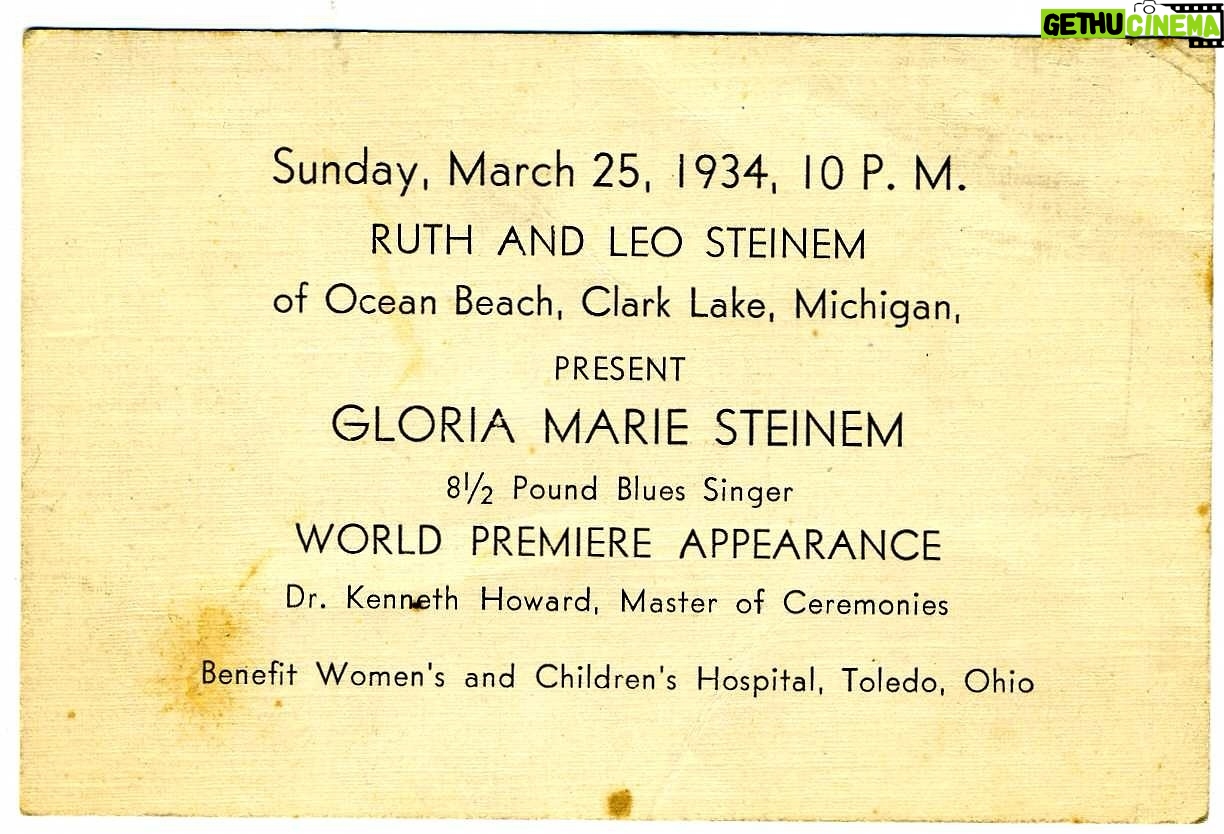 GETHUCINEMA
Sunday, March 25, 1934, 10 P. M.
RUTH AND LEO STEINEM
of Ocean Beach, Clark Lake, Michigan,
PRESENT
GLORIA MARIE STEINEM
8½ Pound Blues Singer
WORLD PREMIERE APPEARANCE
Dr. Kenneth Howard, Master of Ceremonies
Benefit Women's and Children's Hospital, Toledo, Ohio